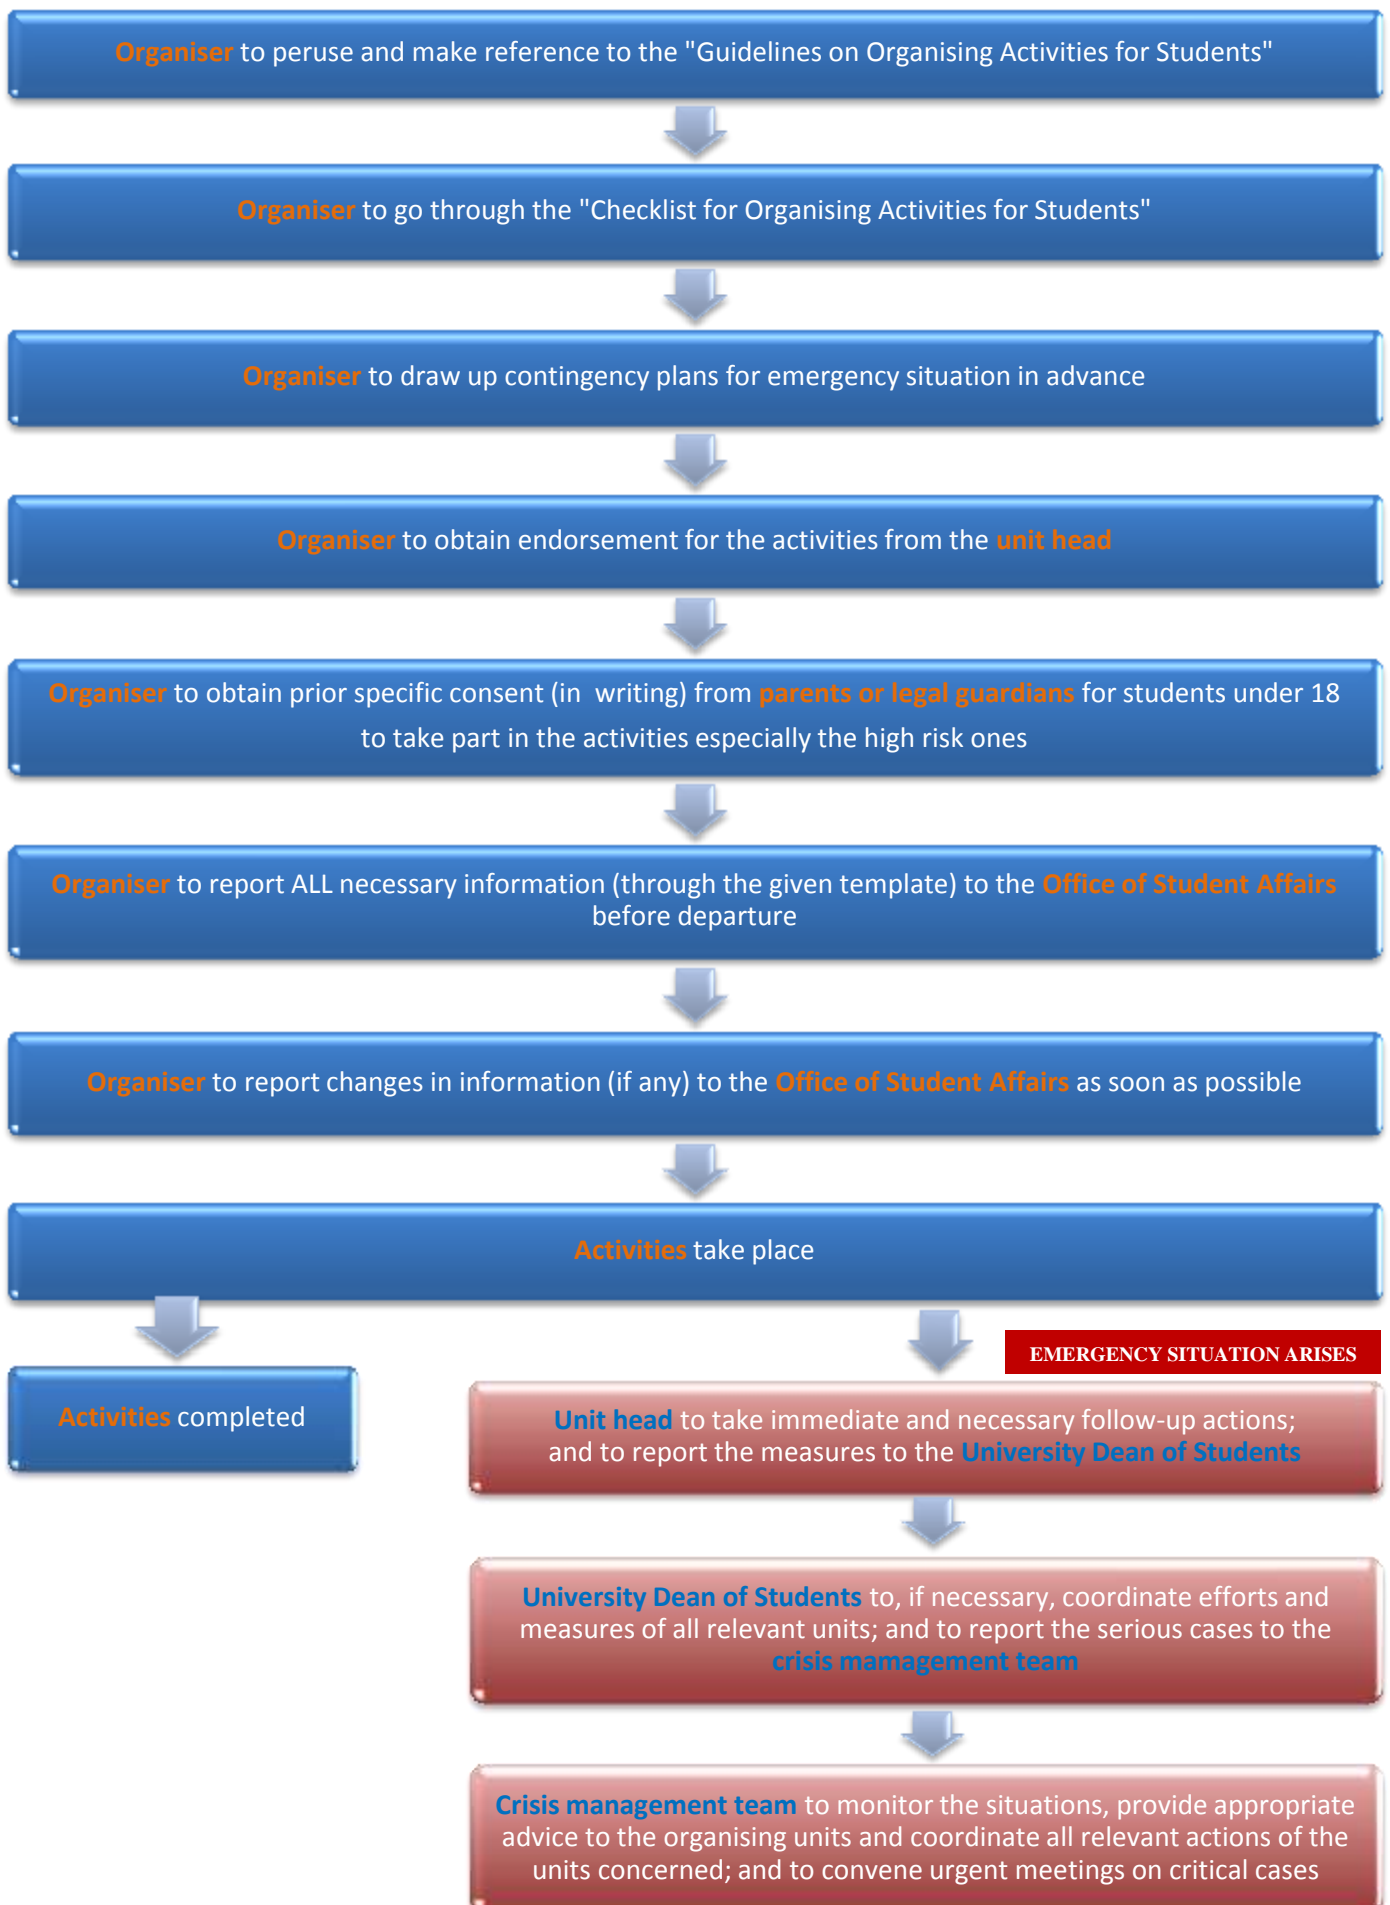 Organiser to peruse and make reference to the "Guidelines on Organising Activities for Students"
Organiser to go through the "Checklist for Organising Activities for Students"
Organiser to draw up contingency plans for emergency situation in advance
Organiser to obtain endorsement for the activities from the unit head
Organiser to obtain prior specific consent (in writing) from parents or legal guardians for students under 18
to take part in the activities especially the high risk ones
Organiser to report ALL necessary information (through the given template) to the Office of Student Affairs
before departure
Organiser to report changes in information (if any) to the Office of Student Affairs as soon as possible
Activities take place
Activities completed
EMERGENCY SITUATION ARISES
Unit head to take immediate and necessary follow-up actions;
and to report the measures to the University Dean of Students
University Dean of Students to, if necessary, coordinate efforts and
measures of all relevant units; and to report the serious cases to the
crisis mamagement team
Crisis management team to monitor the situations, provide appropriate
advice to the organising units and coordinate all relevant actions of the
units concerned; and to convene urgent meetings on critical cases